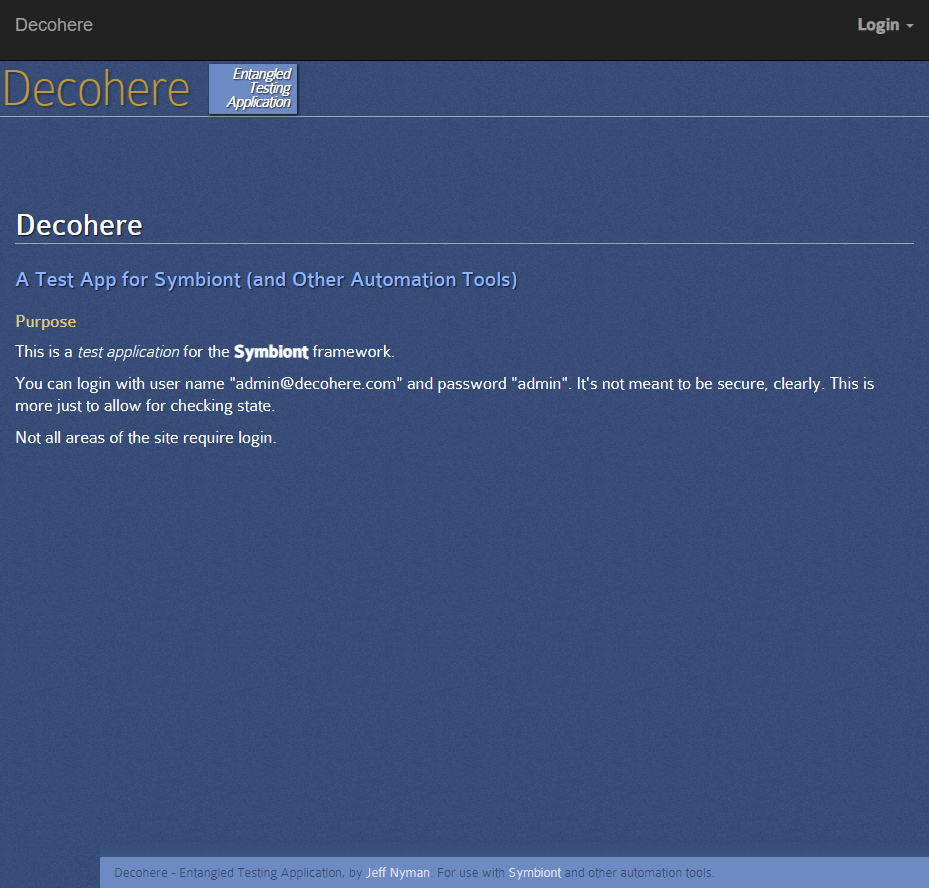 Decohere
Login
Decohere
Entangled
Testing
Application
Decohere
A Test App for Symbiont (and Other Automation Tools)
Purpose
This is a test application for the Symbiont framework.
You can login with user name "admin@decohere.com" and password "admin". It's not meant to be secure, clearly. This is
more just to allow for checking state.
Not all areas of the site require login.
Decohere - Entangled Testing Application, by Jeff Nyman. For use with Symbiont and other automation tools.